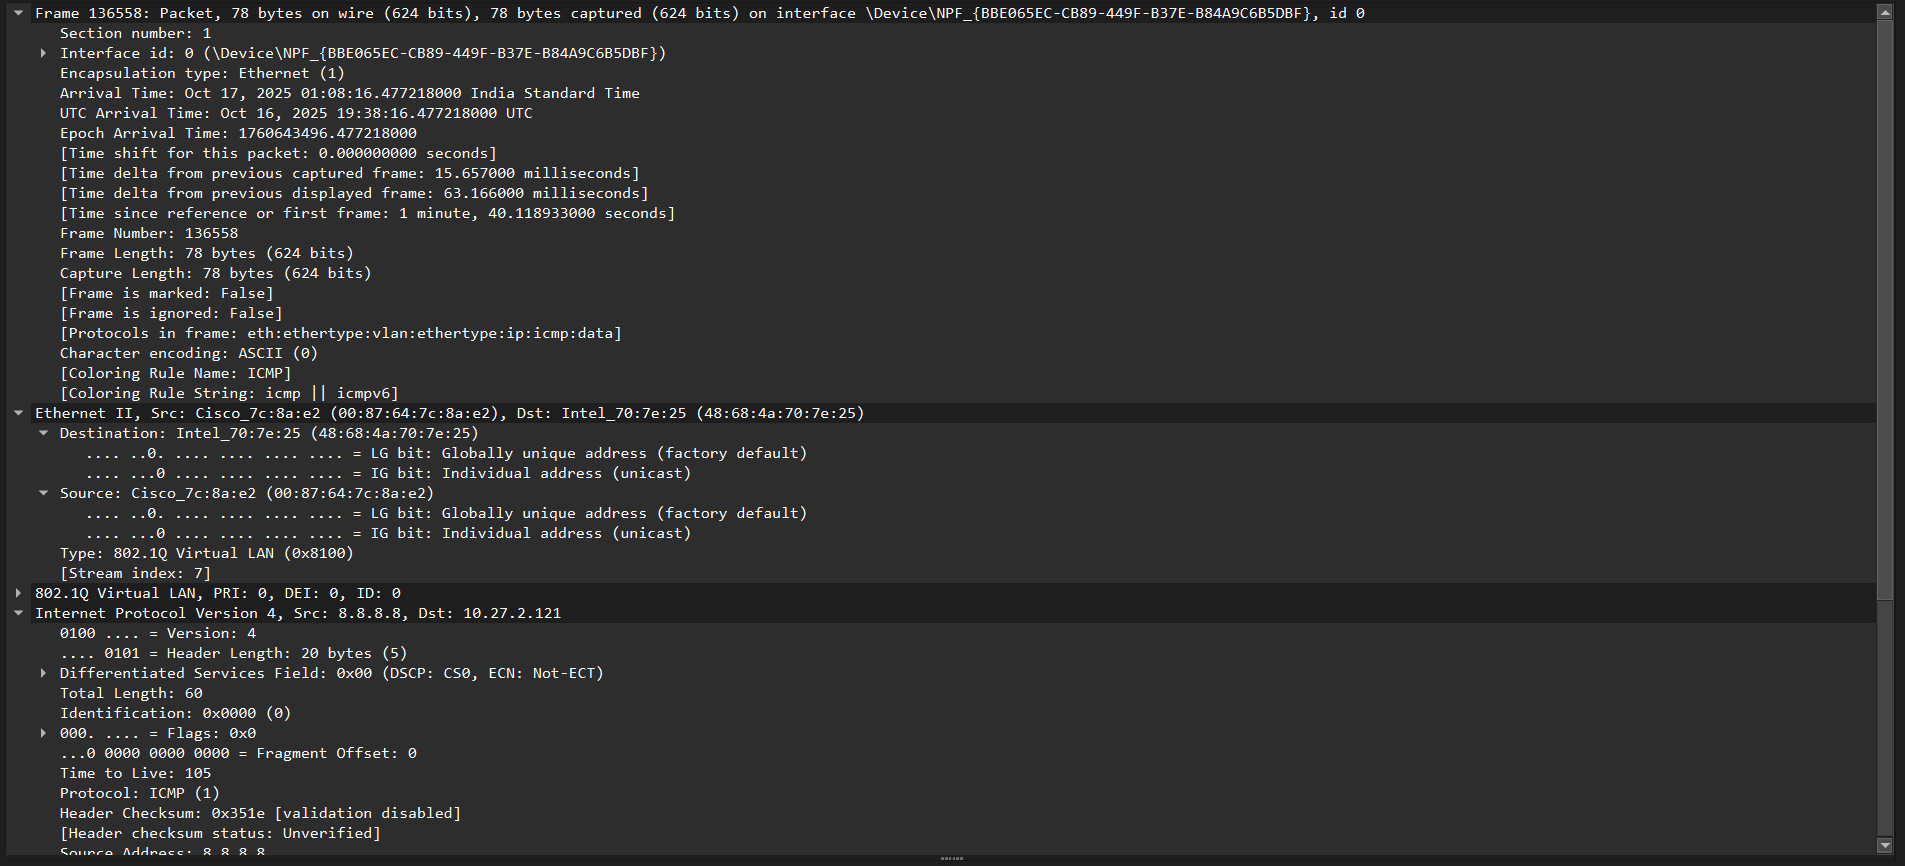 Frame 136558: Packet, 78 bytes on wire (624 bits), 78 bytes captured (624 bits) on interface \Device\NPF_{BBE065EC-CB89-449F-B37E-B84A9C6B5DBF}, id 0
Section number: 1
Interface id: 0 (\Device\NPF_{BBE065EC-CB89-449F-B37E-B84A9C6B5DBF})
Encapsulation type: Ethernet (1)
Arrival Time: Oct 17, 2025 01:08:16.477218000 India Standard Time
UTC Arrival Time: Oct 16, 2025 19:38:16.477218000 UTC
Epoch Arrival Time: 1760643496.477218000
[Time shift for this packet: 0.000000000 seconds]
[Time delta from previous captured frame: 15.657000 milliseconds]
[Time delta from previous displayed frame: 63.166000 milliseconds]
[Time since reference or first frame: 1 minute, 40.118933000 seconds]
Frame Number: 136558
Frame Length: 78 bytes (624 bits)
Capture Length: 78 bytes (624 bits)
[Frame is marked: False]
[Frame is ignored: False]
[Protocols in frame: eth:ethertype:vlan:ethertype:ip:icmp:data]
Character encoding: ASCII (0)
[Coloring Rule Name: ICMP]
[Coloring Rule String: icmp || icmpv6]
Ethernet II, Src: Cisco_7c:8a:e2 (00:87:64:7c:8a:e2), Dst: Intel_70:7e:25 (48:68:4a:70:7e:25)
Destination: Intel_70:7e:25 (48:68:4a:70:7e:25)
.... ..0. .... .... .... .... = LG bit: Globally unique address (factory default)
.... ...0 .... .... .... .... = IG bit: Individual address (unicast)
Source: Cisco_7c:8a:e2 (00:87:64:7c:8a:e2)
.... ..0. .... .... .... .... = LG bit: Globally unique address (factory default)
.... ...0 .... .... .... .... = IG bit: Individual address (unicast)
Type: 802.1Q Virtual LAN (0x8100)
[Stream index: 7]
802.1Q Virtual LAN, PRI: 0, DEI: 0, ID: 0
Internet Protocol Version 4, Src: 8.8.8.8, Dst: 10.27.2.121
0100 .... = Version: 4
.... 0101 = Header Length: 20 bytes (5)
Differentiated Services Field: 0x00 (DSCP: CS0, ECN: Not-ECT)
Total Length: 60
Identification: 0x0000 (0)
000. .... = Flags: 0x0
...0 0000 0000 0000 = Fragment Offset: 0
Time to Live: 105
Protocol: ICMP (1)
Header Checksum: 0x351e [validation disabled]
[Header checksum status: Unverified]
Source Address: 8.8.8.8